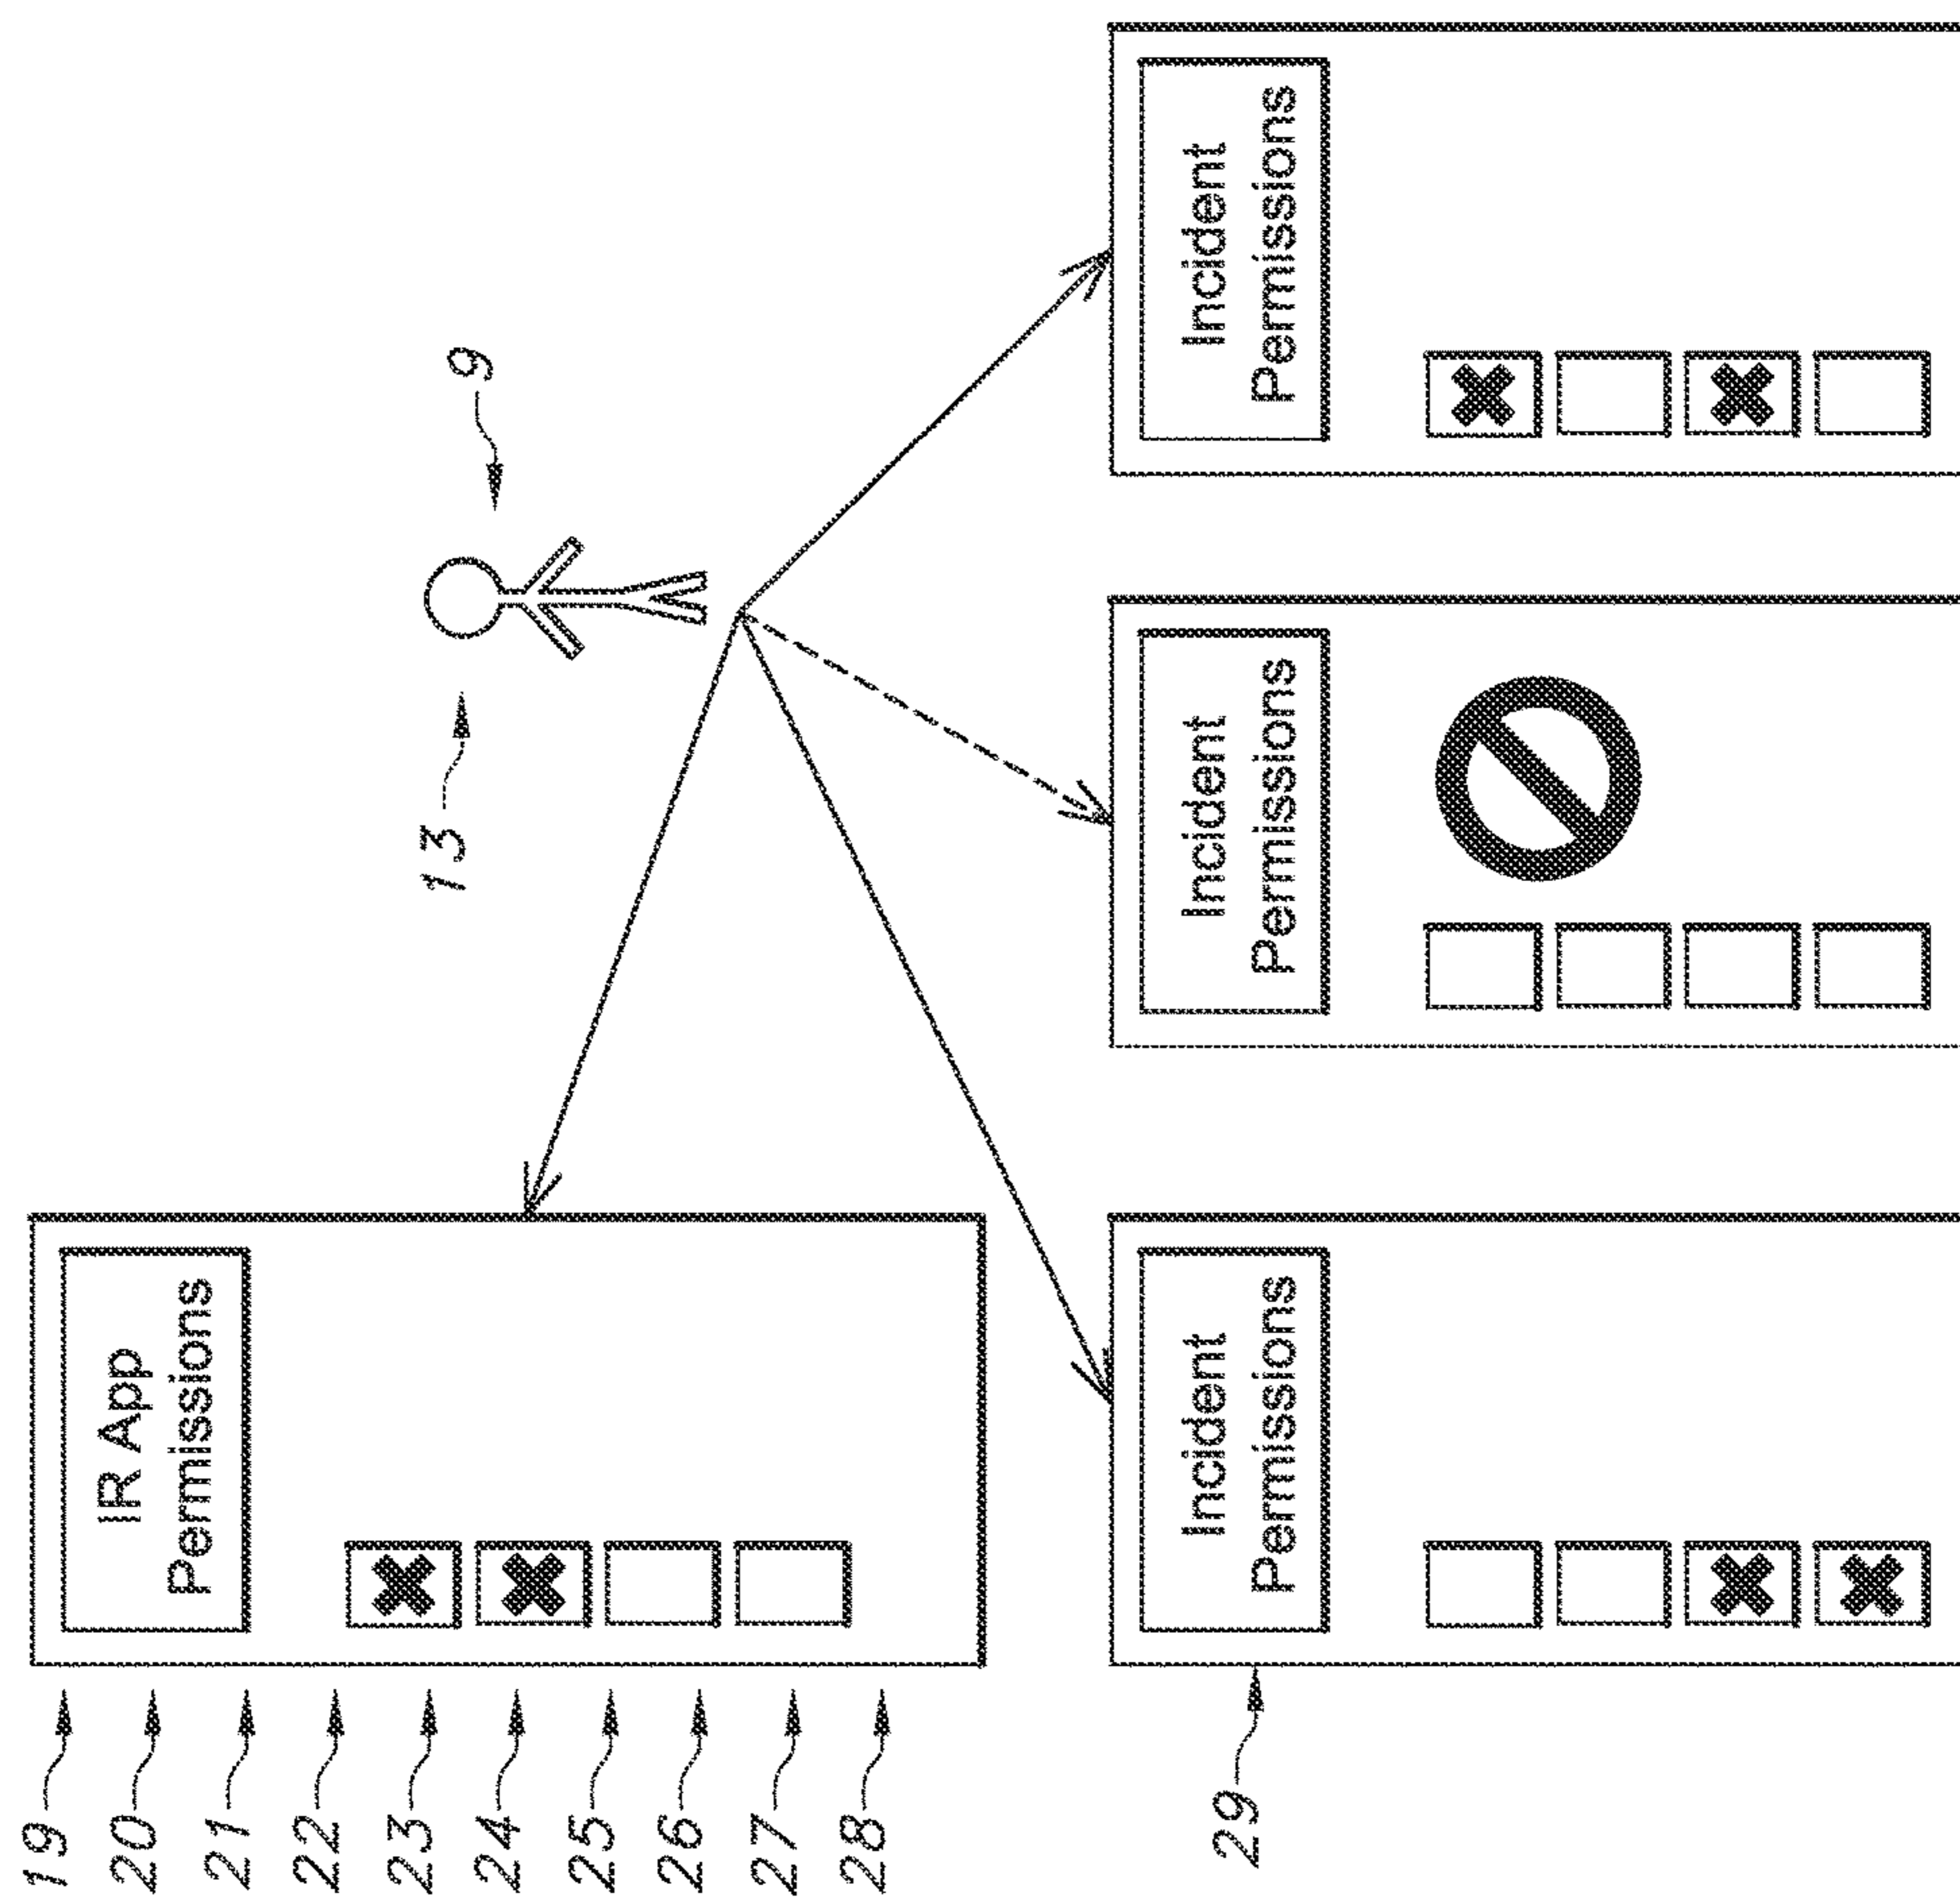 19
20
21
22
23
24
25
26
27
28
IR App
Permissions
13
9
29
Incident
Permissions
Incident
Permissions
Incident
Permissions